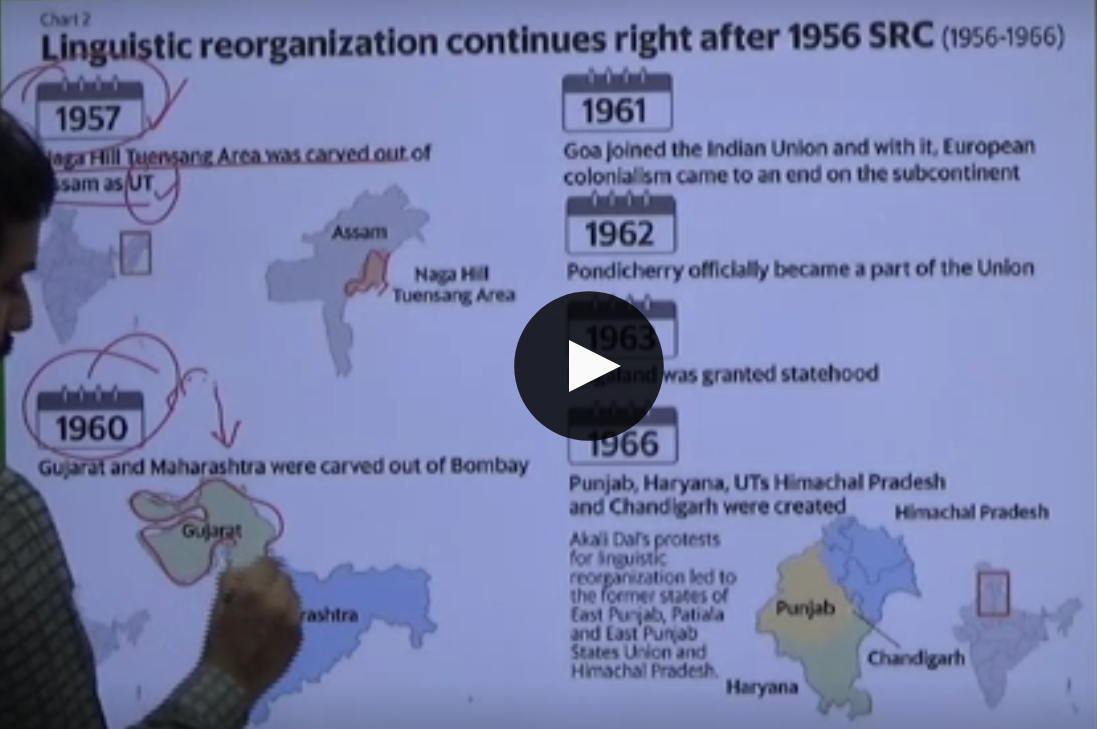 Chart 2
Linguistic reorganization continues right after 1956 SRC (1956-1966)
1957
aga Hill Tuensang Area was carved out of
ssam as UT
Assam
Naga Hill
Tuensang Area
1960
Gujarat and Maharashtra were carved out of Bombay
Gujarat
rashtra
1961
Goa joined the Indian Union and with it, European
colonialism came to an end on the subcontinent
1962
Pondicherry officially became a part of the Union
1963
was granted statehood
1966
Punjab, Haryana, UTs Himachal Pradesh
and Chandigarh were created
Akali Dal's protests
for linguistic
reorganization led to
the former states of
East Punjab, Patiala
and East Punjab
States Union and
Himachal Pradesh.
Himachal Pradesh
Punjab
Chandigarh
Haryana